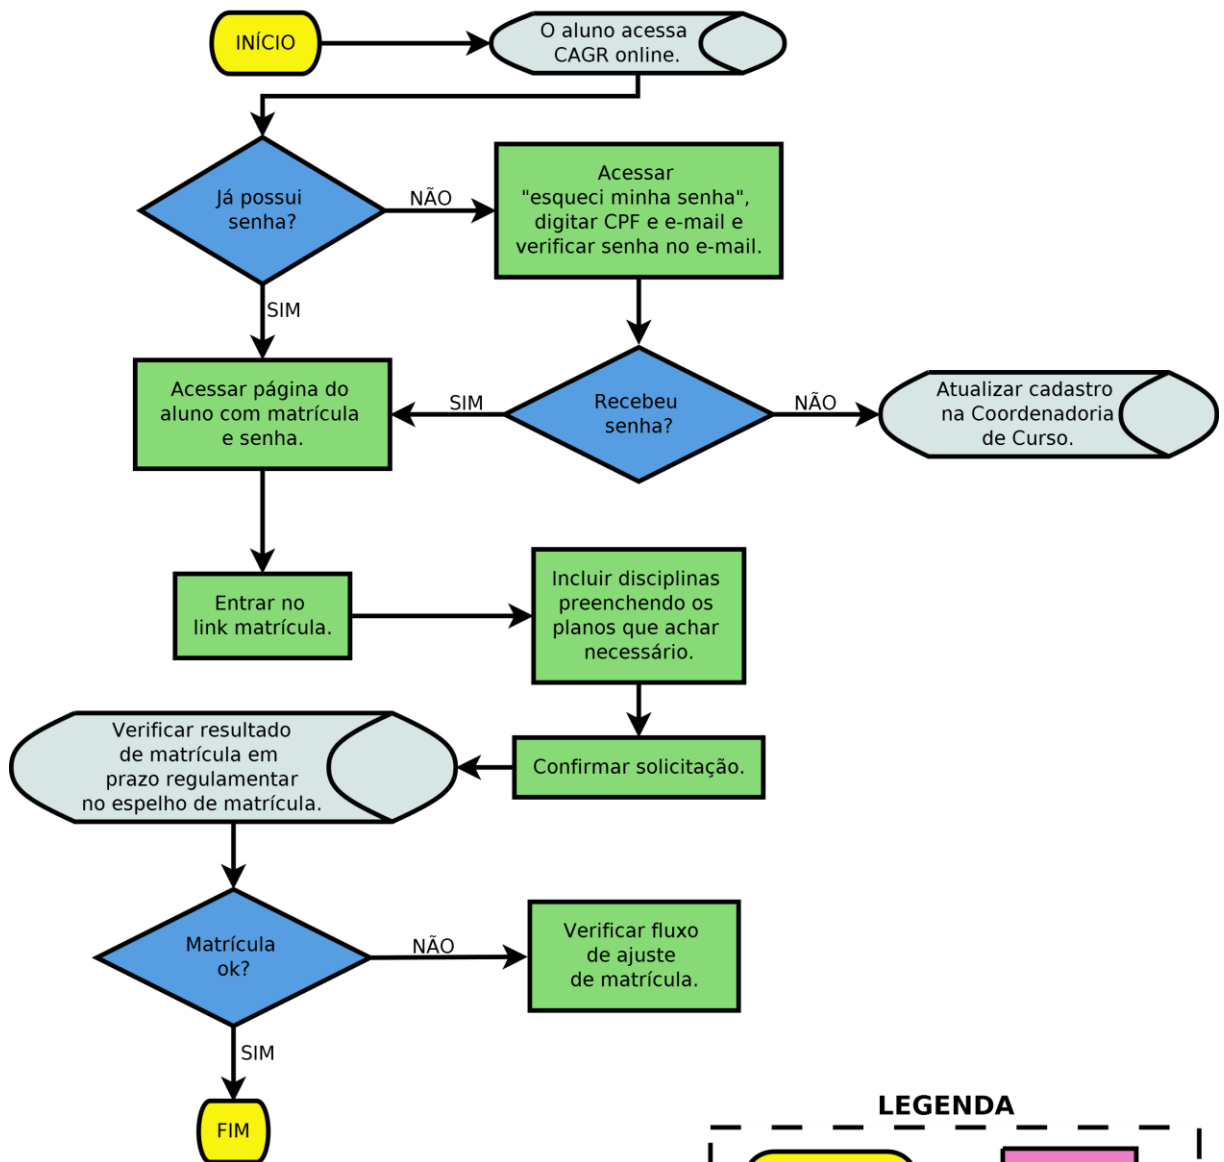 INÍCIO
O aluno acessa
CAGR online.
Já possui
senha?
NÃO
Acessar
"esqueci minha senha",
digitar CPF e e-mail e
verificar senha no e-mail.
SIM
Acessar página do
aluno com matrícula
e senha.
SIM
Recebeu
senha?
NÃO
Atualizar cadastro
na Coordenadoria
de Curso.
Entrar no
link matrícula.
Incluir disciplinas
preenchendo os
planos que achar
necessário.
Confirmar solicitação.
Verificar resultado
de matrícula em
prazo regulamentar
no espelho de matrícula.
Matrícula
ok?
NÃO
Verificar fluxo
de ajuste
de matrícula.
SIM
FIM
LEGENDA